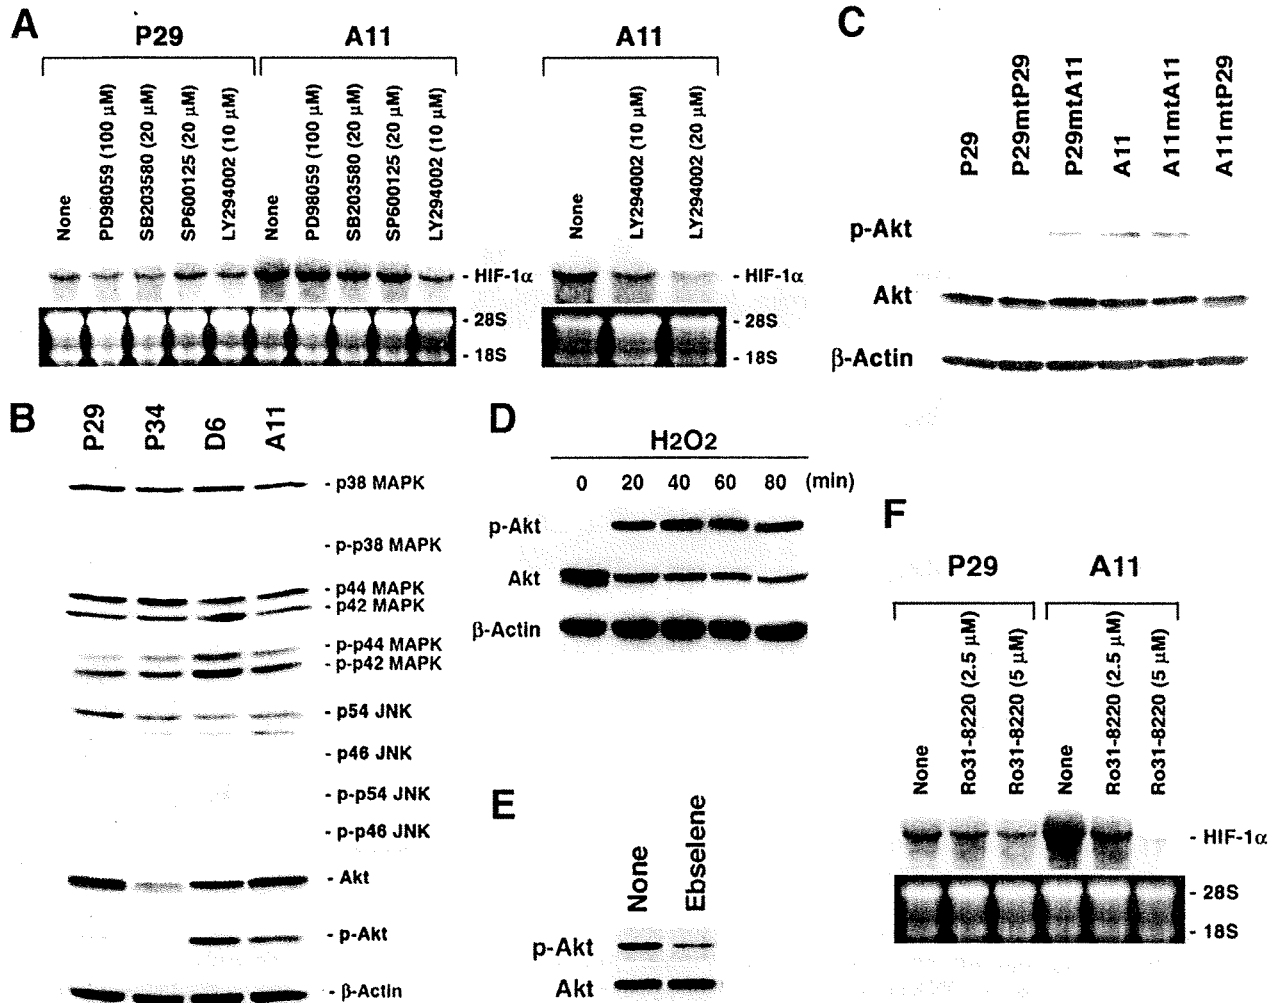 A
P29
A11
None
PD98059 (100 μM)
SB203580 (20 μM)
SP600125 (20 μM)
LY294002 (10 μM)
None
PD98059 (100 μM)
SB203580 (20 μM)
SP600125 (20 μM)
LY294002 (10 μM)
- HIF-1α
- 28S
- 18S
A11
None
LY294002 (10 μM)
LY294002 (20 μM)
- HIF-1α
- 28S
- 18S
B
P29
P34
D6
A11
- p38 MAPK
- p-p38 MAPK
- p44 MAPK
- p42 MAPK
- p-p44 MAPK
- p-p42 MAPK
- p54 JNK
- p46 JNK
- p-p54 JNK
- p-p46 JNK
- Akt
- p-Akt
- β-Actin
C
P29
P29mtP29
P29mtA11
A11
A11mtA11
A11mtP29
p-Akt
Akt
β-Actin
D
H2O2
0 20 40 60 80 (min)
p-Akt
Akt
β-Actin
E
None
Ebselene
p-Akt
Akt
F
P29
A11
None
Ro31-8220 (2.5 μM)
Ro31-8220 (5 μM)
None
Ro31-8220 (2.5 μM)
Ro31-8220 (5 μM)
- HIF-1α
- 28S
- 18S